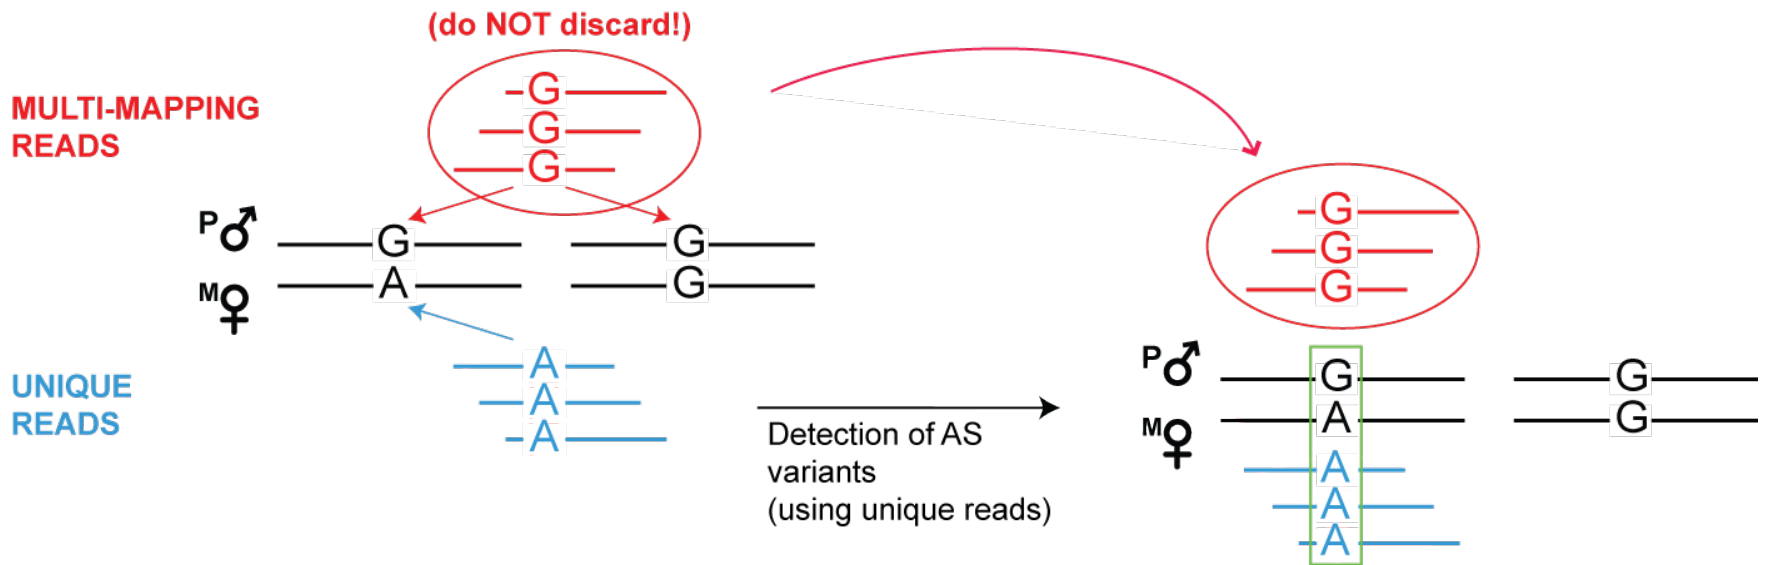 (do NOT discard!)
MULTI-MAPPING
READS
G
G
G
P♂
G
G
M♀
A
G
UNIQUE
READS
A
A
A
Detection of AS
variants
(using unique reads)
G
G
G
P♂
G
G
M♀
A
G
A
A
A